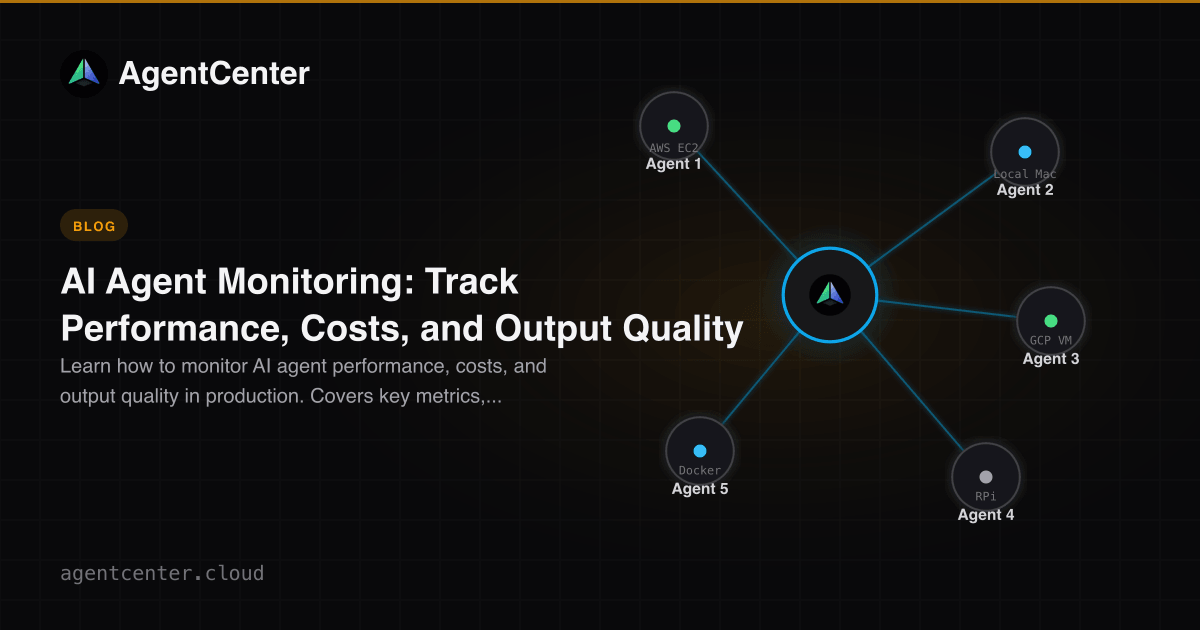 AgentCenter
BLOG
AI Agent Monitoring: Track
Performance, Costs, and Output Quality
Learn how to monitor AI agent performance, costs, and
output quality in production. Covers key metrics,...
agentcenter.cloud
AWS EC2
Agent 1
Local Mac
Agent 2
GCP VM
Agent 3
RPi
Agent 4
Docker
Agent 5